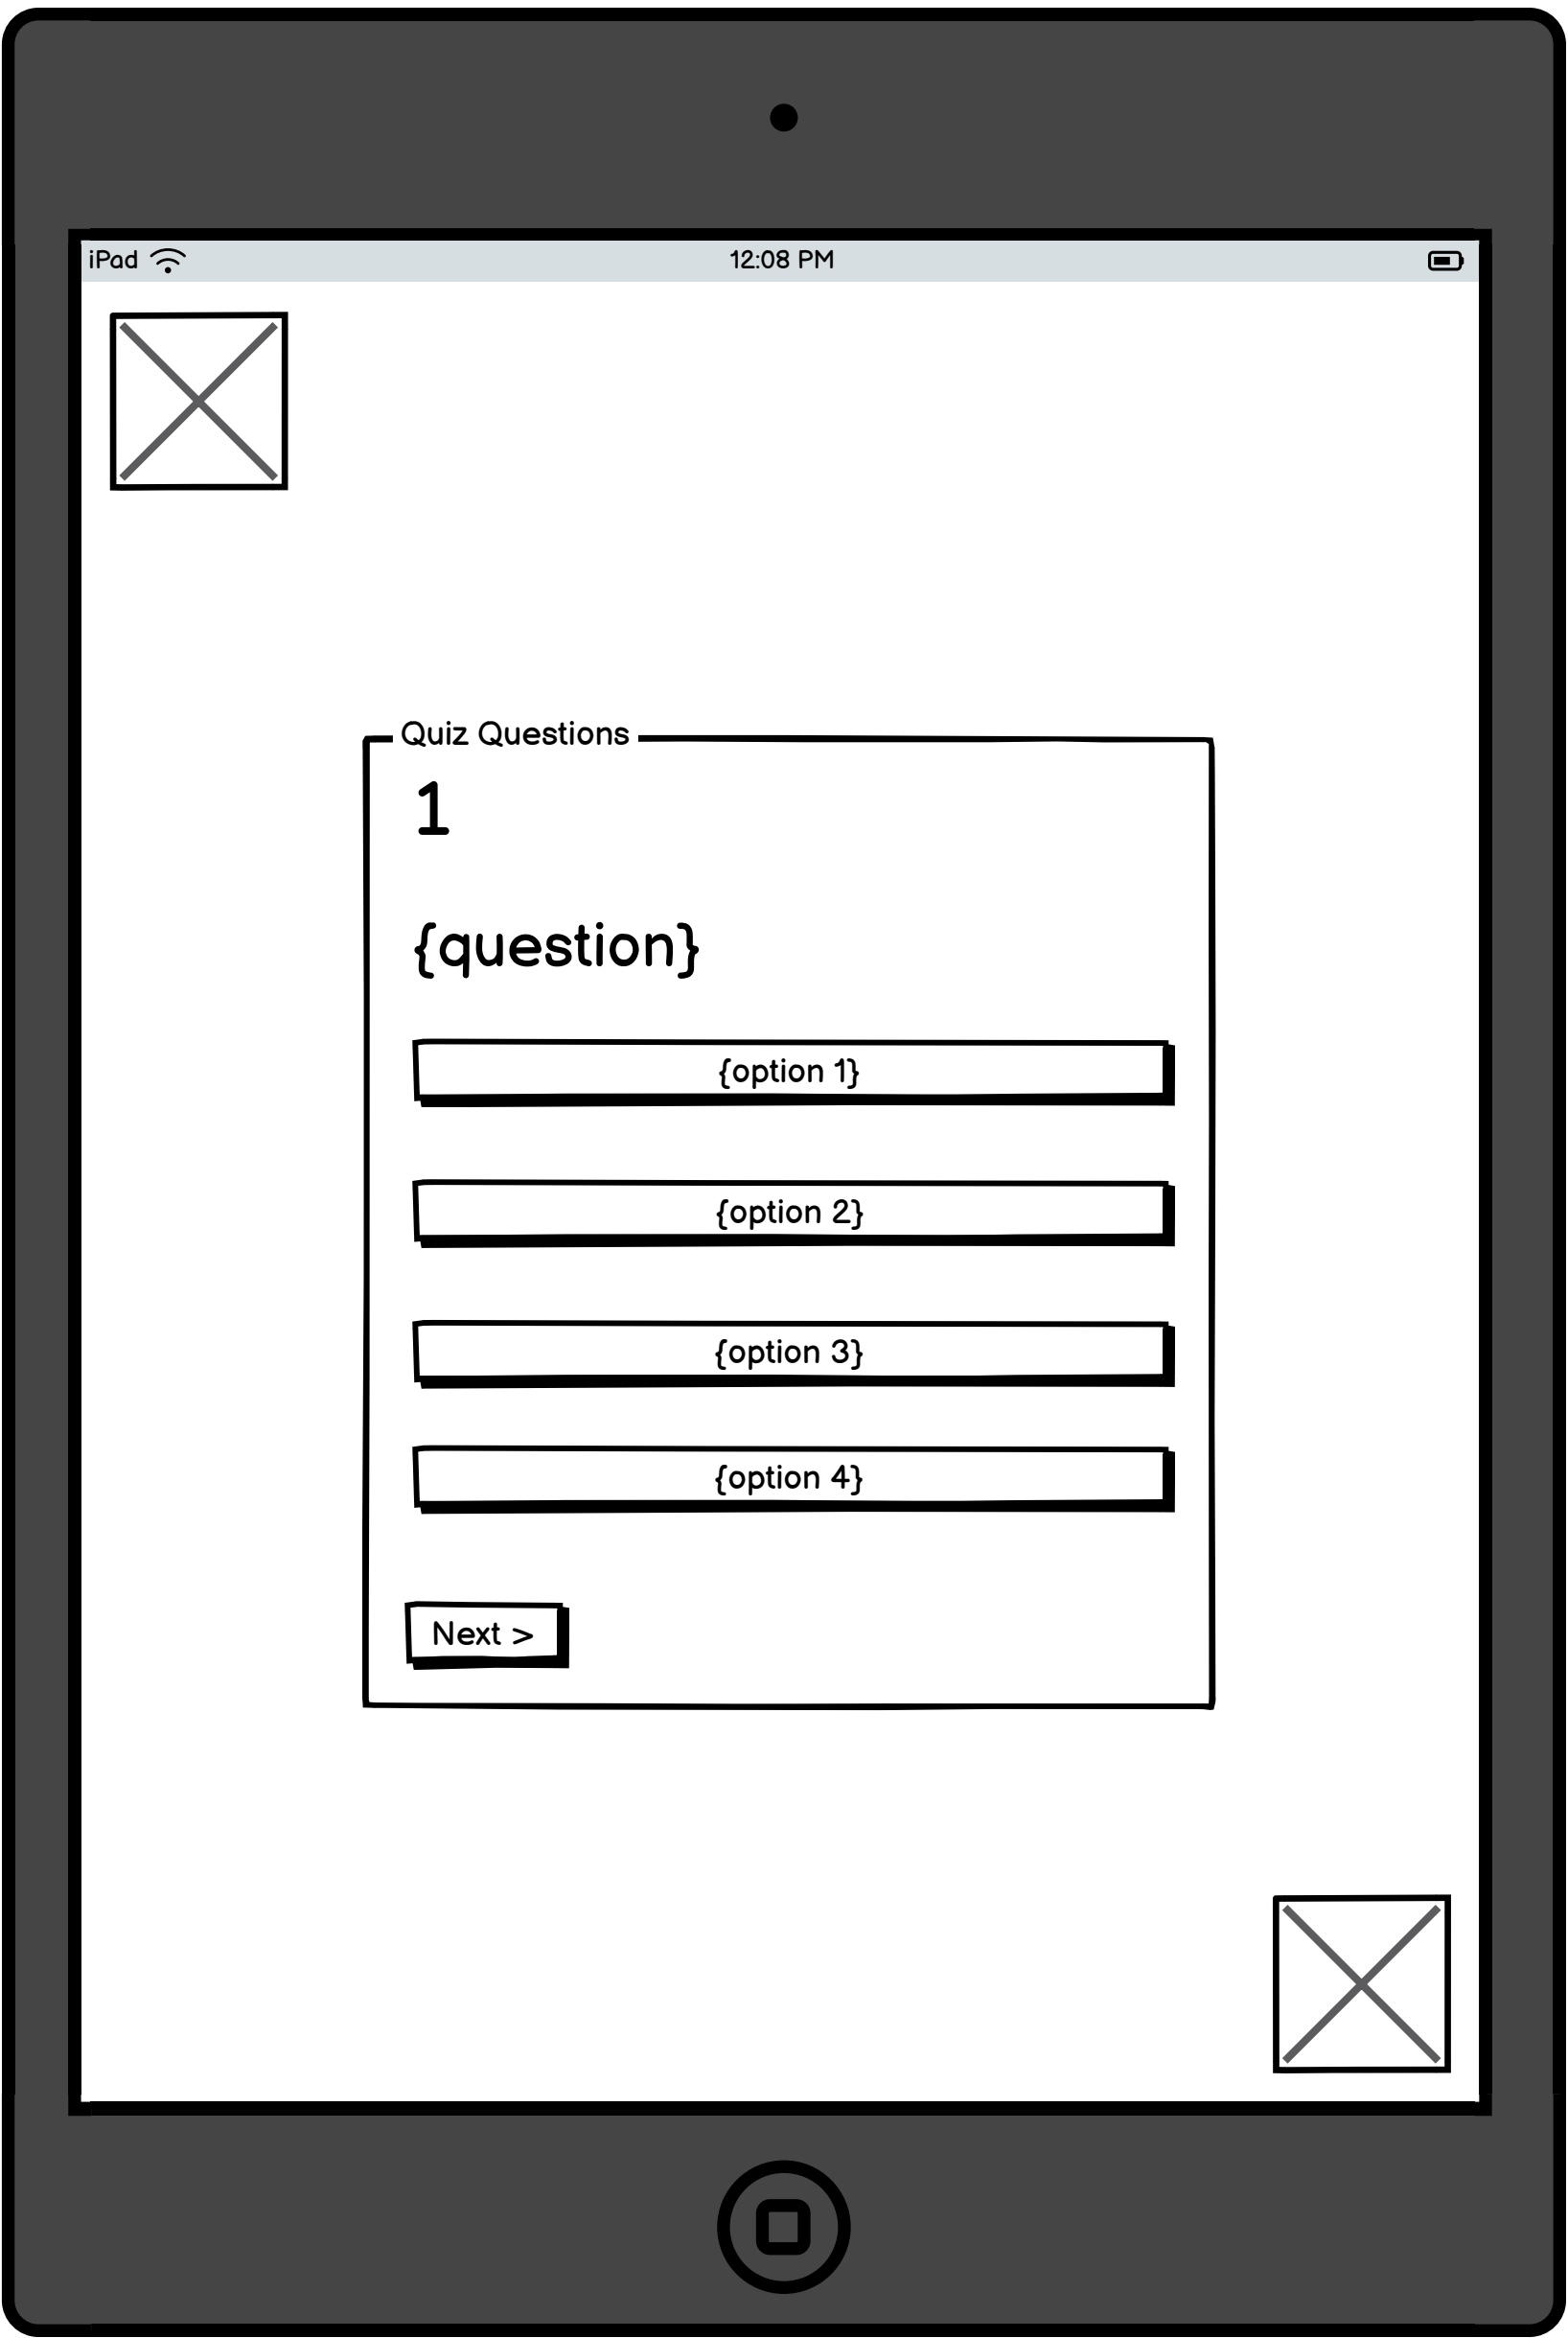 iPad
12:08 PM
Quiz Questions
1
{question}
{option 1}
{option 2}
{option 3}
{option 4}
Next >